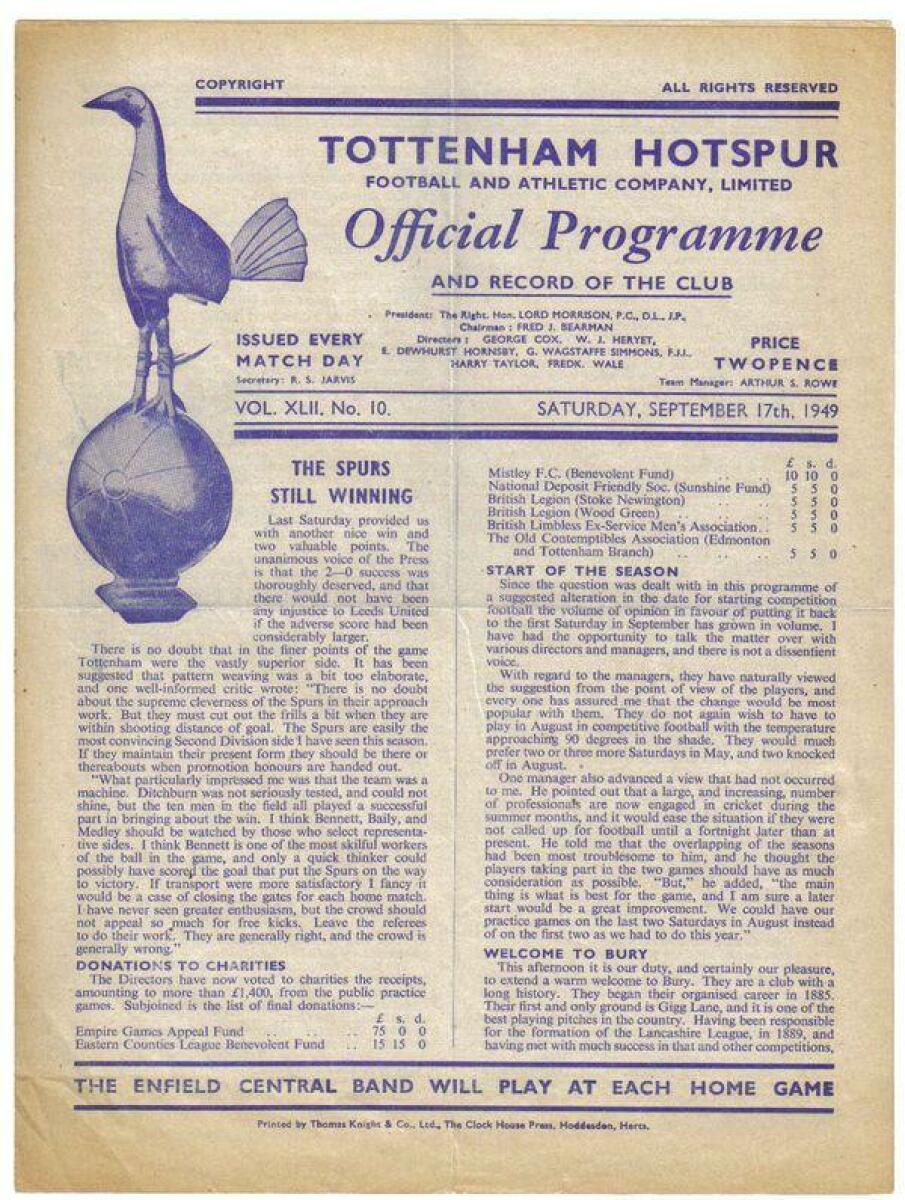 COPYRIGHT ALL RIGHTS RESERVED
TOTTENHAM HOTSPUR
FOOTBALL AND ATHLETIC COMPANY, LIMITED
Official Programme
AND RECORD OF THE CLUB
President: The Right. Hon. LORD MORRISON, P.C., D.L., J.P.,
Chairman : FRED J. BEARMAN
Directors : GEORGE COX, W. J. HERYET,
E. DEWHURST HORNSBY, G. WAGSTAFFE SIMMONS, F.J.I.,
HARRY TAYLOR, FREDK. WALE
ISSUED EVERY
MATCH DAY
Secretary: R. S. JARVIS
PRICE
TWOPENCE
Team Manager: ARTHUR S. ROWE
VOL. XLII. No. 10. SATURDAY, SEPTEMBER 17th, 1949
THE SPURS
STILL WINNING
Last Saturday provided us
with another nice win and
two valuable points. The
unanimous voice of the Press
is that the 2—0 success was
thoroughly deserved, and that
there would not have been
any injustice to Leeds United
if the adverse score had been
considerably larger.
There is no doubt that in the finer points of the game
Tottenham were the vastly superior side. It has been
suggested that pattern weaving was a bit too elaborate,
and one well-informed critic wrote: "There is no doubt
about the supreme cleverness of the Spurs in their approach
work. But they must cut out the frills a bit when they are
within shooting distance of goal. The Spurs are easily the
most convincing Second Division side I have seen this season.
If they maintain their present form they should be there or
thereabouts when promotion honours are handed out.
"What particularly impressed me was that the team was a
machine. Ditchburn was not seriously tested, and could not
shine, but the ten men in the field all played a successful
part in bringing about the win. I think Bennett, Baily, and
Medley should be watched by those who select representa-
tive sides. I think Bennett is one of the most skilful workers
of the ball in the game, and only a quick thinker could
possibly have scored the goal that put the Spurs on the way
to victory. If transport were more satisfactory I fancy it
would be a case of closing the gates for each home match.
I have never seen greater enthusiasm, but the crowd should
not appeal so much for free kicks. Leave the referees
to do their work. They are generally right, and the crowd is
generally wrong."
DONATIONS TO CHARITIES
The Directors have now voted to charities the receipts,
amounting to more than £1,400, from the public practice
games. Subjoined is the list of final donations:—
£ s. d.
Empire Games Appeal Fund .. .. .. 75 0 0
Eastern Counties League Benevolent Fund .. 15 15 0
£ s. d.
Mistley F.C. (Benevolent Fund) .. .. 10 10 0
National Deposit Friendly Soc. (Sunshine Fund) 5 5 0
British Legion (Stoke Newington) .. .. 5 5 0
British Legion (Wood Green) .. .. .. 5 5 0
British Limbless Ex-Service Men's Association.. 5 5 0
The Old Contemptibles Association (Edmonton
and Tottenham Branch) .. .. .. 5 5 0
START OF THE SEASON
Since the question was dealt with in this programme of
a suggested alteration in the date for starting competition
football the volume of opinion in favour of putting it back
to the first Saturday in September has grown in volume. I
have had the opportunity to talk the matter over with
various directors and managers, and there is not a dissentient
voice.
With regard to the managers, they have naturally viewed
the suggestion from the point of view of the players, and
every one has assured me that the change would be most
popular with them. They do not again wish to have to
play in August in competitive football with the temperature
approaching 90 degrees in the shade. They would much
prefer two or three more Saturdays in May, and two knocked
off in August.
One manager also advanced a view that had not occurred
to me. He pointed out that a large, and increasing, number
of professionals are now engaged in cricket during the
summer months, and it would ease the situation if they were
not called up for football until a fortnight later than at
present. He told me that the overlapping of the seasons
had been most troublesome to him, and he thought the
players taking part in the two games should have as much
consideration as possible. "But," he added, "the main
thing is what is best for the game, and I am sure a later
start would be a great improvement. We could have our
practice games on the last two Saturdays in August instead
of on the first two as we had to do this year."
WELCOME TO BURY
This afternoon it is our duty, and certainly our pleasure,
to extend a warm welcome to Bury. They are a club with a
long history. They began their organised career in 1885.
Their first and only ground is Gigg Lane, and it is one of the
best playing pitches in the country. Having been responsible
for the formation of the Lancashire League, in 1889, and
having met with much success in that and other competitions,
THE ENFIELD CENTRAL BAND WILL PLAY AT EACH HOME GAME
Printed by Thomas Knight & Co., Ltd., The Clock House Press, Hoddesdon, Herts.